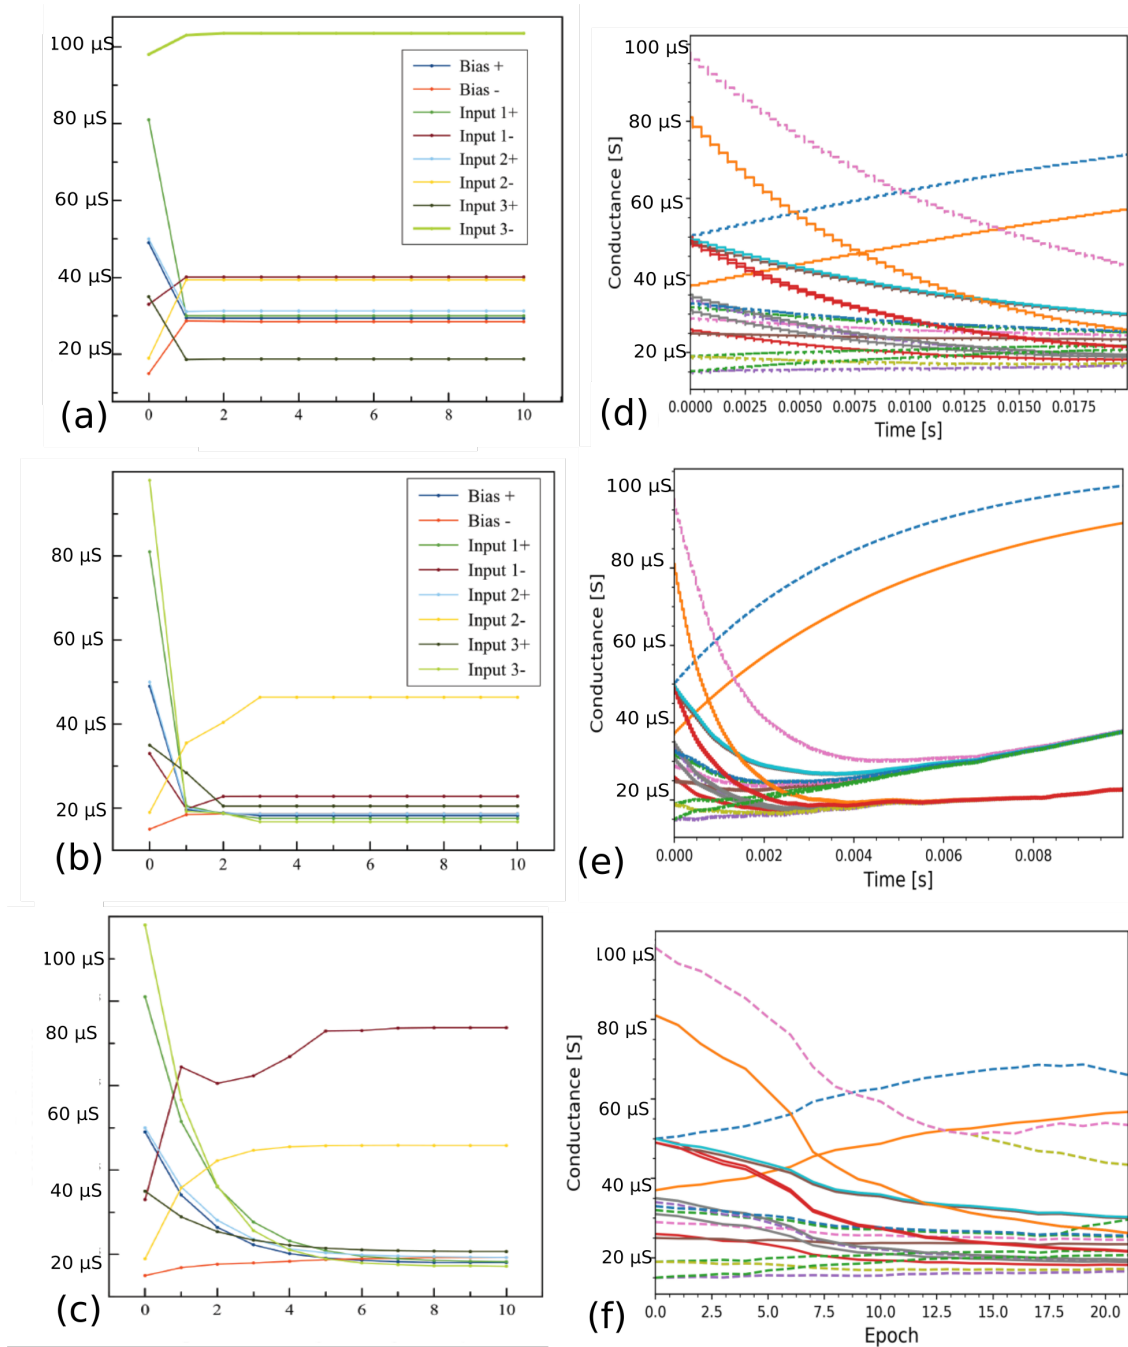 100 µS
80 µS
60 µS
40 µS
20 µS
Bias +
Bias -
Input 1+
Input 1-
Input 2+
Input 2-
Input 3+
Input 3-
0 2 4 6 8 10
(a)
100 µS
80 µS
60 µS
40 µS
20 µS
Conductance [S]
0.0000 0.0025 0.0050 0.0075 0.0100 0.0125 0.0150 0.0175
Time [s]
(d)
80 µS
60 µS
40 µS
20 µS
Bias +
Bias -
Input 1+
Input 1-
Input 2+
Input 2-
Input 3+
Input 3-
0 2 4 6 8 10
(b)
100 µS
80 µS
60 µS
40 µS
20 µS
Conductance [S]
0.000 0.002 0.004 0.006 0.008
Time [s]
(e)
100 µS
80 µS
60 µS
40 µS
20 µS
0 2 4 6 8 10
(c)
100 µS
80 µS
60 µS
40 µS
20 µS
Conductance [S]
0.0 2.5 5.0 7.5 10.0 12.5 15.0 17.5 20.0
Epoch
(f)